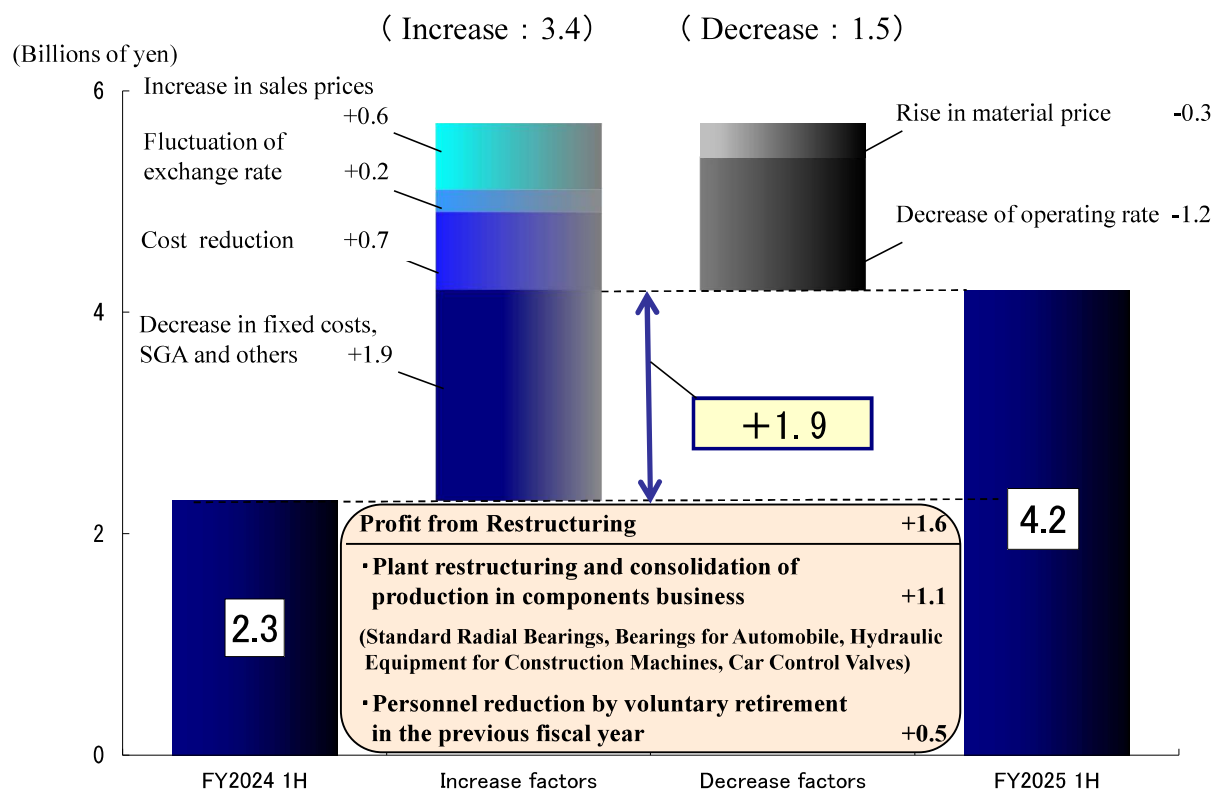 ( Increase : 3.4)
( Decrease : 1.5)
(Billions of yen)
6
4
2
0
Increase in sales prices
+0.6
Fluctuation of
exchange rate +0.2
Cost reduction +0.7
Decrease in fixed costs,
SGA and others +1.9
Rise in material price -0.3
Decrease of operating rate -1.2
+1.9
2.3
4.2
Profit from Restructuring +1.6
・Plant restructuring and consolidation of
production in components business +1.1
(Standard Radial Bearings, Bearings for Automobile, Hydraulic
Equipment for Construction Machines, Car Control Valves)
・Personnel reduction by voluntary retirement
in the previous fiscal year +0.5
FY2024 1H
Increase factors
Decrease factors
FY2025 1H